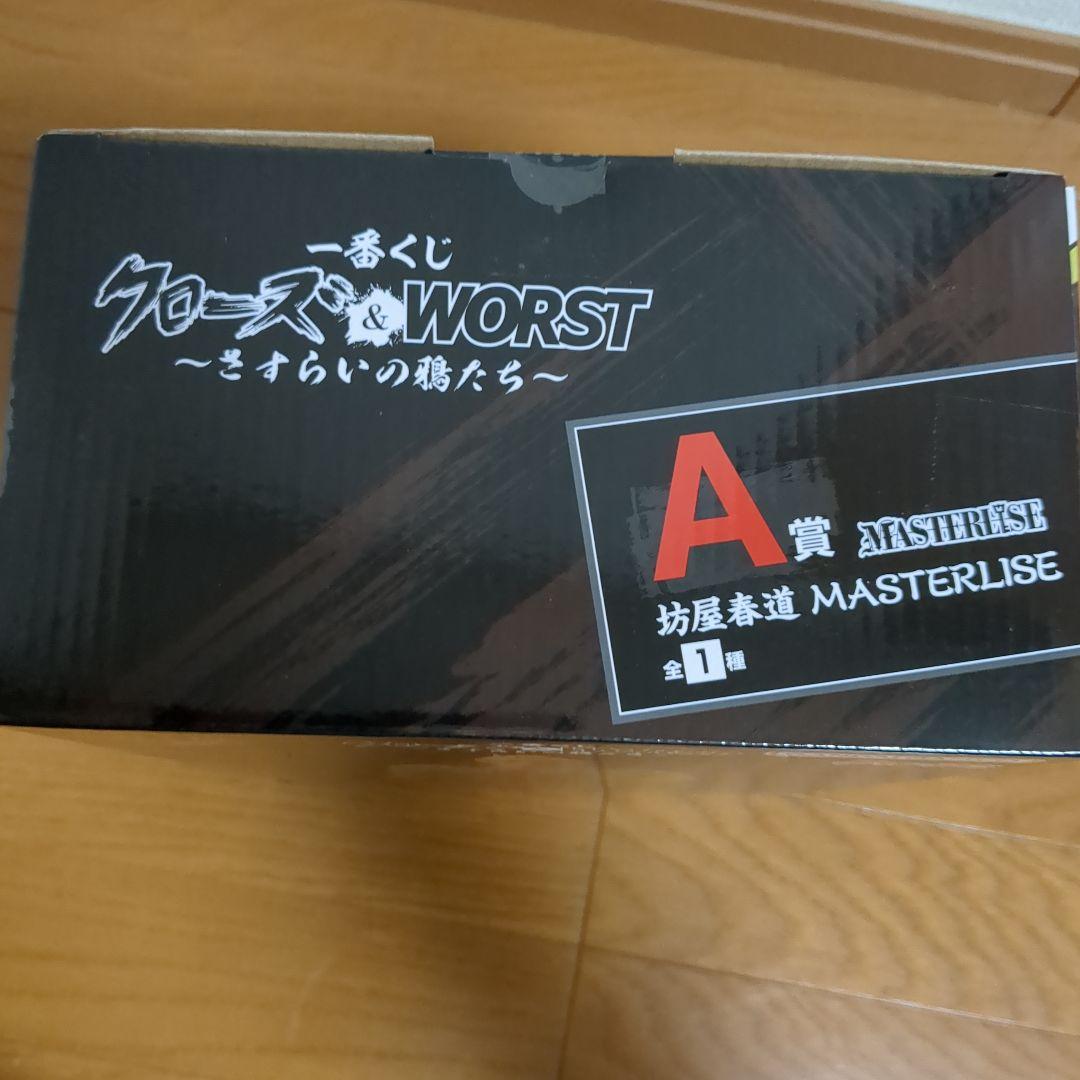 一番くじ
クローズ&WORST
～さすらいの鴉たち～
A賞 MASTERLISE
坊屋春道 MASTERLISE
全1種